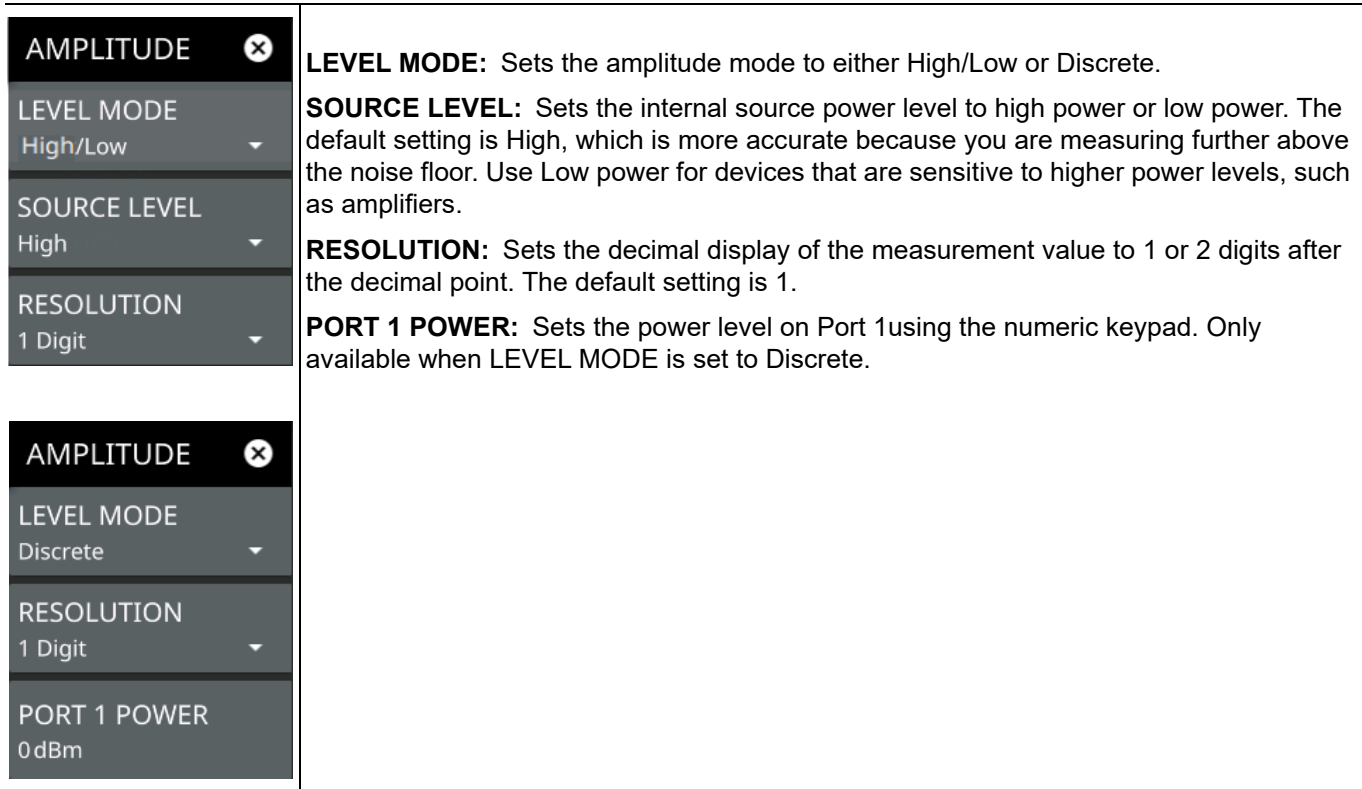 AMPLITUDE
LEVEL MODE
High/Low
SOURCE LEVEL
High
RESOLUTION
1 Digit
AMPLITUDE
LEVEL MODE
Discrete
RESOLUTION
1 Digit
PORT 1 POWER
0 dBm
LEVEL MODE: Sets the amplitude mode to either High/Low or Discrete.
SOURCE LEVEL: Sets the internal source power level to high power or low power. The
default setting is High, which is more accurate because you are measuring further above
the noise floor. Use Low power for devices that are sensitive to higher power levels, such
as amplifiers.
RESOLUTION: Sets the decimal display of the measurement value to 1 or 2 digits after
the decimal point. The default setting is 1.
PORT 1 POWER: Sets the power level on Port 1using the numeric keypad. Only
available when LEVEL MODE is set to Discrete.